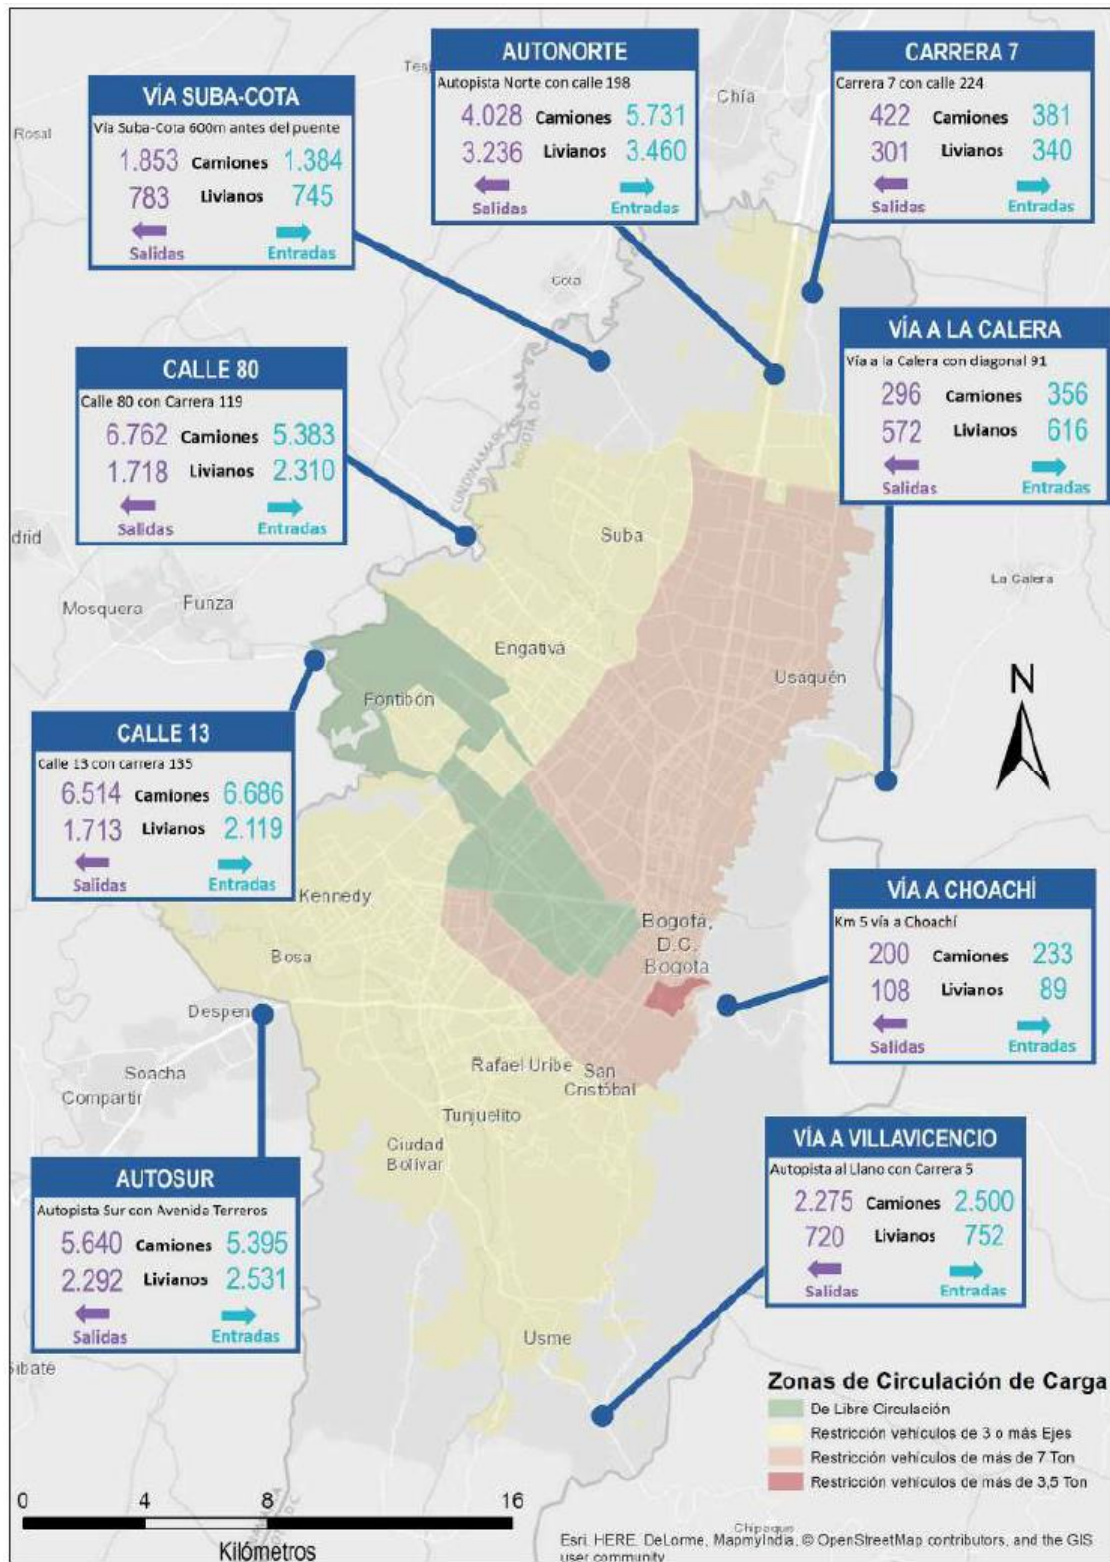 AUTONORTE
Autopista Norte con calle 198
4.028 Camiones 5.731
3.236 Livianos 3.460
Salidas Entradas
CARRERA 7
Carrera 7 con calle 224
422 Camiones 381
301 Livianos 340
Salidas Entradas
VÍA SUBA-COTA
Vía Suba-Cota 600m antes del puente
1.853 Camiones 1.384
783 Livianos 745
Salidas Entradas
Chía
Rosal
Cota
VÍA A LA CALERA
Vía a la Calera con diagonal 91
296 Camiones 356
572 Livianos 616
Salidas Entradas
CALLE 80
Calle 80 con Carrera 119
6.762 Camiones 5.383
1.718 Livianos 2.310
Salidas Entradas
CUNDINAMARCA
BOGOTÁ D.C.
Suba
drid
La Calera
Mosquera
Funza
Engativá
Usaquén
Fontibón
N
CALLE 13
Calle 13 con carrera 135
6.514 Camiones 6.686
1.713 Livianos 2.119
Salidas Entradas
Kennedy
Bosa
Bogotá,
D.C.
Bogota
VÍA A CHOACHÍ
Km 5 vía a Choachí
200 Camiones 233
108 Livianos 89
Salidas Entradas
Despen
Soacha
Compartir
Rafael Uribe
San
Cristóbal
Tunjuelito
Ciudad
Bolívar
VÍA A VILLAVICENCIO
Autopista al Llano con Carrera 5
2.275 Camiones 2.500
720 Livianos 752
Salidas Entradas
AUTOSUR
Autopista Sur con Avenida Terreros
5.640 Camiones 5.395
2.292 Livianos 2.531
Salidas Entradas
Usme
Sibaté
Zonas de Circulación de Carga
De Libre Circulación
Restricción vehículos de 3 o más Ejes
Restricción vehículos de más de 7 Ton
Restricción vehículos de más de 3,5 Ton
0 4 8 16
Kilómetros
Chipaque
Esri, HERE, DeLorme, MapmyIndia, © OpenStreetMap contributors, and the GIS
user community